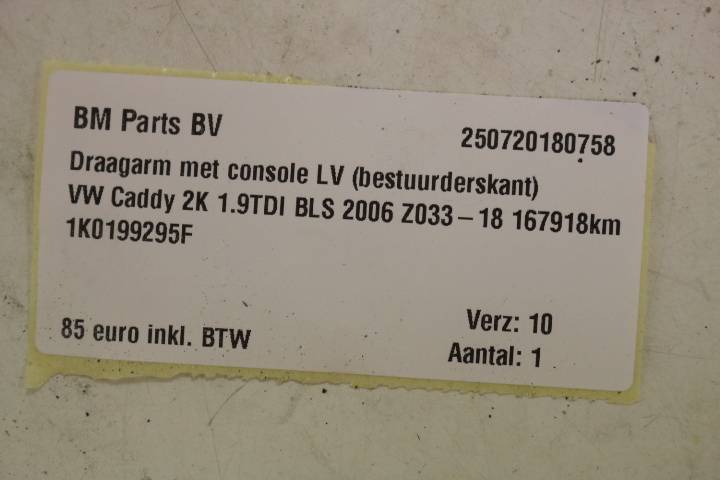 BM Parts BV 250720180758
Draagarm met console LV (bestuurderskant)
VW Caddy 2K 1.9TDI BLS 2006 Z033-18 167918km
1K0199295F
85 euro inkl. BTW Verz: 10
Aantal: 1